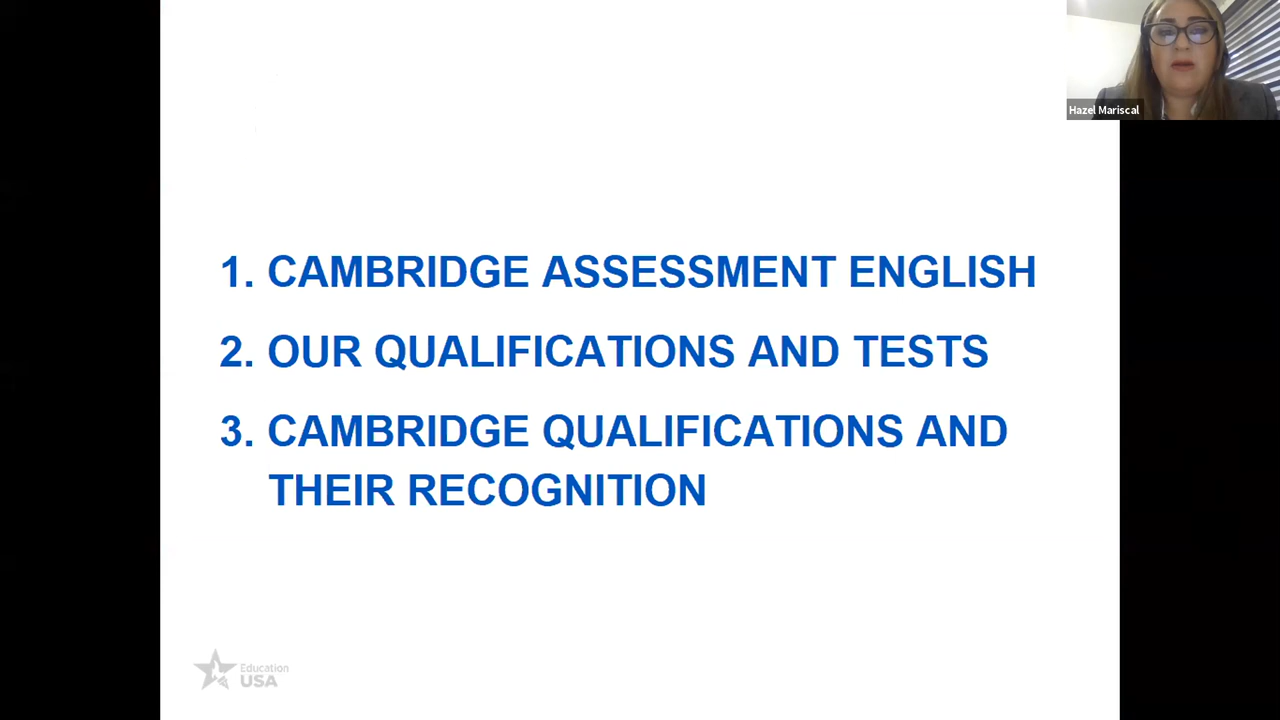 Hazel Mariscal
1. CAMBRIDGE ASSESSMENT ENGLISH
2. OUR QUALIFICATIONS AND TESTS
3. CAMBRIDGE QUALIFICATIONS AND
THEIR RECOGNITION
Education
USA